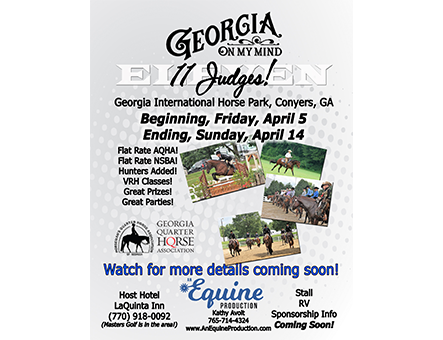 GEORGIA
ON MY MIND
ELEVEN
11 Judges!
Georgia International Horse Park, Conyers, GA
Beginning, Friday, April 5
Ending, Sunday, April 14
Flat Rate AQHA!
Flat Rate NSBA!
Hunters Added!
VRH Classes!
Great Prizes!
Great Parties!
GEORGIA
QUARTER
HORSE
ASSOCIATION
Watch for more details coming soon!
Host Hotel
LaQuinta Inn
(770) 918-0092
(Masters Golf is in the area!)
Equine
PRODUCTION
Kathy Avolt
765-714-4324
www.AnEquineProduction.com
Stall
RV
Sponsorship Info
Coming Soon!